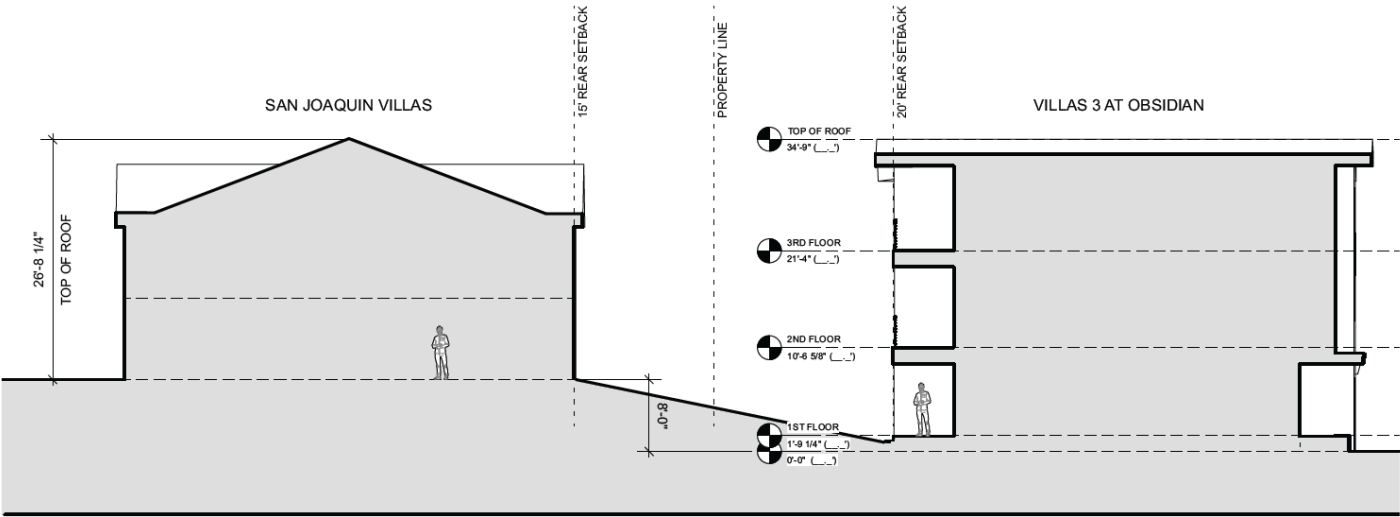 15' REAR SETBACK
PROPERTY LINE
20' REAR SETBACK
SAN JOAQUIN VILLAS
VILLAS 3 AT OBSIDIAN
TOP OF ROOF
34'-9" (__._')
26'-8 1/4"
TOP OF ROOF
3RD FLOOR
21'-4" (__._')
2ND FLOOR
10'-6 5/8" (__._')
8'-0"
1ST FLOOR
1'-9 1/4" (__._')
0'-0" (__._')